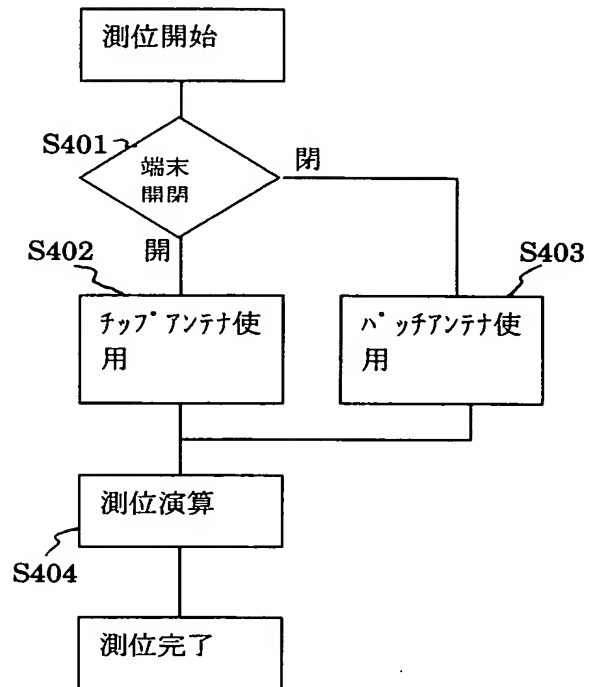 測位開始
S401
端末
開閉
閉
開
S402
ﾁｯﾌﾟｱﾝﾃﾅ使
用
S403
ﾊﾟｯﾁｱﾝﾃﾅ使
用
測位演算
S404
測位完了